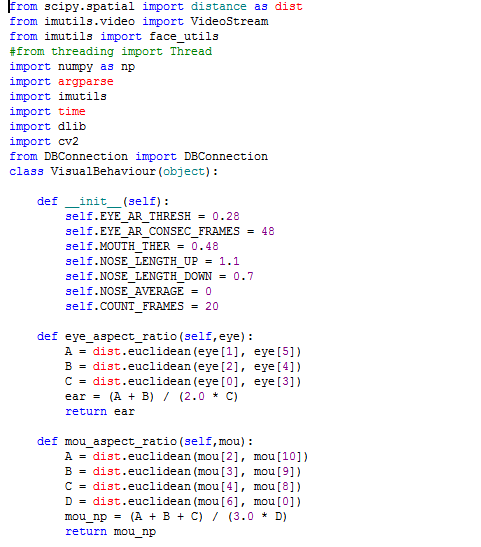 from scipy.spatial import distance as dist
from imutils.video import VideoStream
from imutils import face_utils
#from threading import Thread
import numpy as np
import argparse
import imutils
import time
import dlib
import cv2
from DBConnection import DBConnection
class VisualBehaviour(object):

    def __init__(self):
        self.EYE_AR_THRESH = 0.28
        self.EYE_AR_CONSEC_FRAMES = 48
        self.MOUTH_THER = 0.48
        self.NOSE_LENGTH_UP = 1.1
        self.NOSE_LENGTH_DOWN = 0.7
        self.NOSE_AVERAGE = 0
        self.COUNT_FRAMES = 20

    def eye_aspect_ratio(self,eye):
        A = dist.euclidean(eye[1], eye[5])
        B = dist.euclidean(eye[2], eye[4])
        C = dist.euclidean(eye[0], eye[3])
        ear = (A + B) / (2.0 * C)
        return ear

    def mou_aspect_ratio(self,mou):
        A = dist.euclidean(mou[2], mou[10])
        B = dist.euclidean(mou[3], mou[9])
        C = dist.euclidean(mou[4], mou[8])
        D = dist.euclidean(mou[6], mou[0])
        mou_np = (A + B + C) / (3.0 * D)
        return mou_np